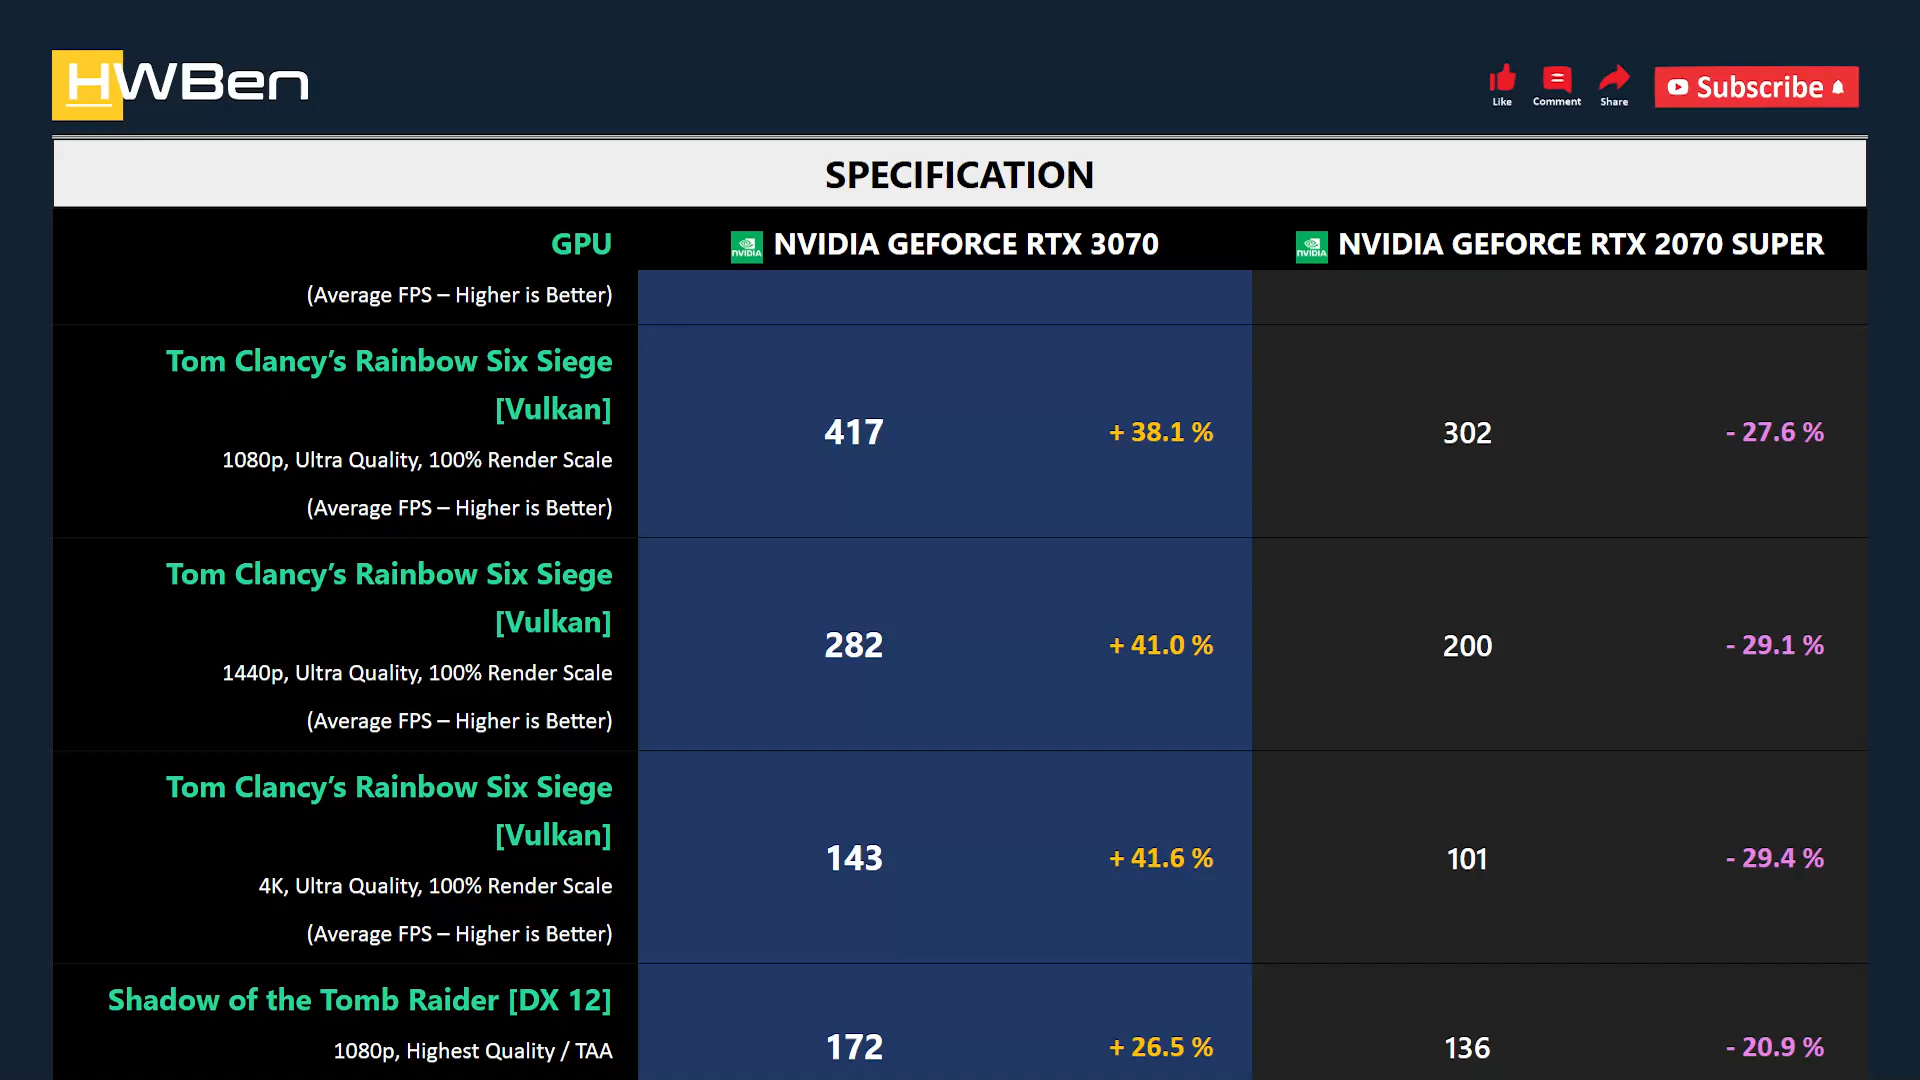 HWBen
Like
Comment
Share
Subscribe
SPECIFICATION
GPU
NVIDIA NVIDIA GEFORCE RTX 3070
NVIDIA NVIDIA GEFORCE RTX 2070 SUPER
(Average FPS – Higher is Better)
Tom Clancy’s Rainbow Six Siege
[Vulkan]
1080p, Ultra Quality, 100% Render Scale
(Average FPS – Higher is Better)
417
+ 38.1 %
302
- 27.6 %
Tom Clancy’s Rainbow Six Siege
[Vulkan]
1440p, Ultra Quality, 100% Render Scale
(Average FPS – Higher is Better)
282
+ 41.0 %
200
- 29.1 %
Tom Clancy’s Rainbow Six Siege
[Vulkan]
4K, Ultra Quality, 100% Render Scale
(Average FPS – Higher is Better)
143
+ 41.6 %
101
- 29.4 %
Shadow of the Tomb Raider [DX 12]
1080p, Highest Quality / TAA
172
+ 26.5 %
136
- 20.9 %